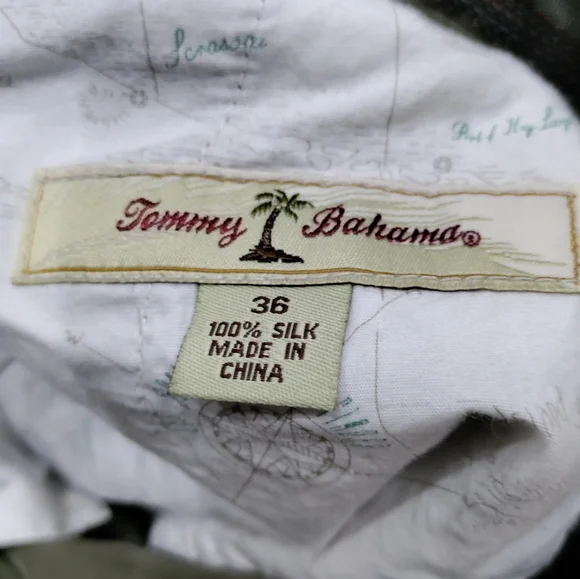 Tommy Bahama®
36
100% SILK
MADE IN
CHINA